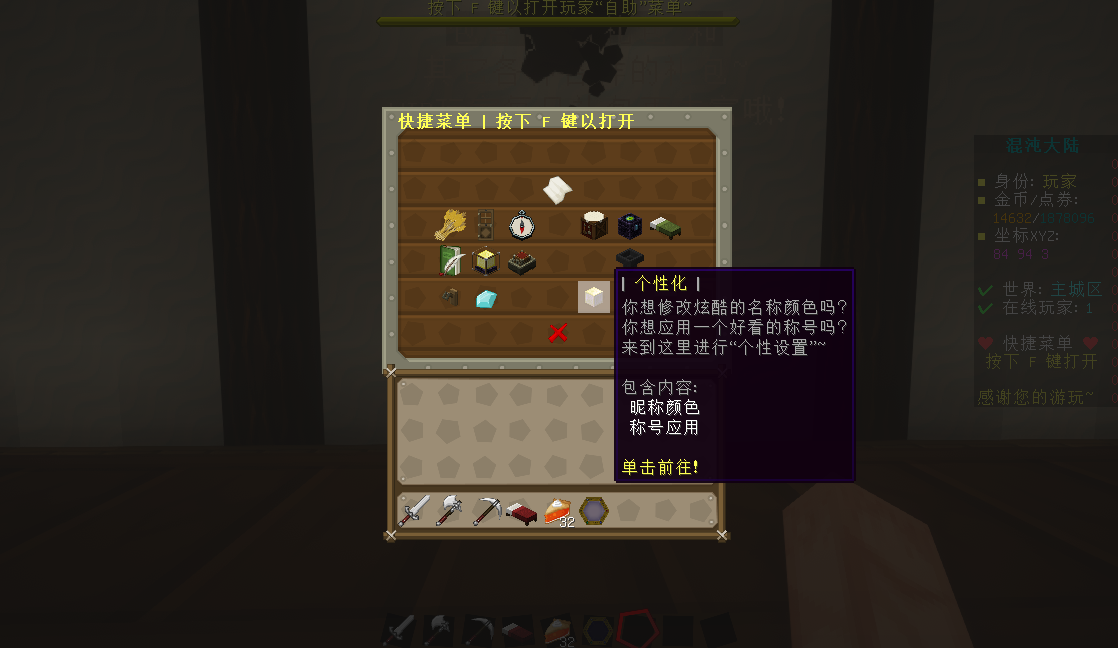 按下 F 键以打开玩家“自助”菜单~
快捷菜单 | 按下 F 键以打开
| 个性化 |
你想修改炫酷的名称颜色吗?
你想应用一个好看的称号吗?
来到这里进行“个性设置”~
包含内容:
昵称颜色
称号应用
单击前往!
32
32
混沌大陆
身份: 玩家
金币/点券:
14632/1878096
坐标XYZ:
84 94 3
世界: 主城区
在线玩家: 1
快捷菜单
按下 F 键打开
感谢您的游玩~